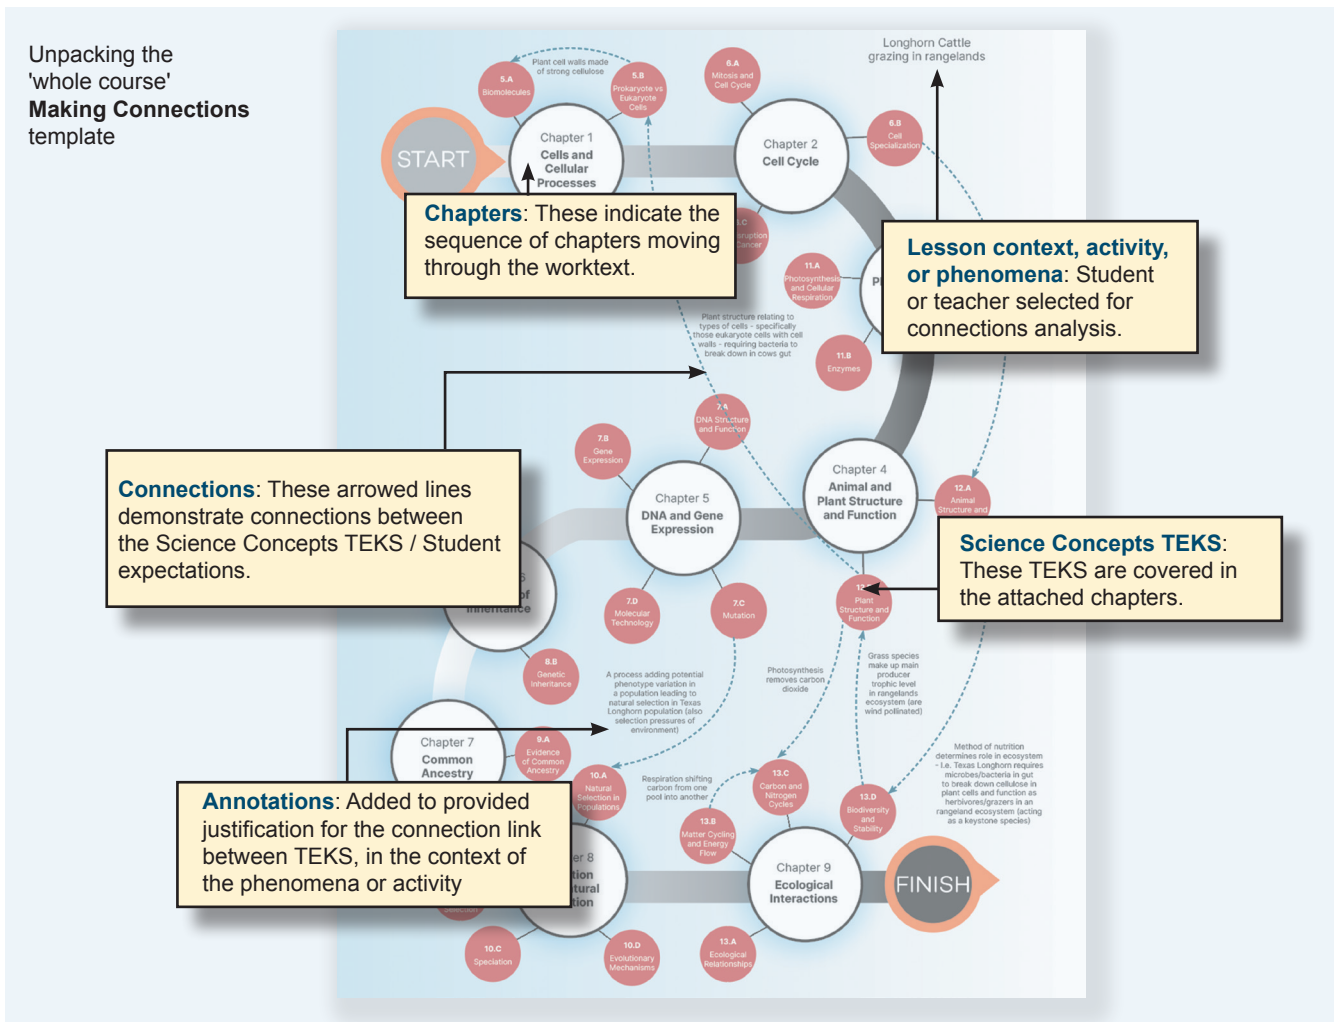 Unpacking the
'whole course'
Making Connections
template
Longhorn Cattle
grazing in rangelands
START
5.A
Biomolecules
Plant cell walls made
of strong cellulose
5.B
Prokaryote vs
Eukaryote
Cells
Chapter 1
Cells and
Cellular
Processes
6.A
Mitosis and
Cell Cycle
Chapter 2
Cell Cycle
6.B
Cell
Specialization
Chapters: These indicate the
sequence of chapters moving
through the worktext.
Lesson context, activity,
or phenomena: Student
or teacher selected for
connections analysis.
11.A
Photosynthesis
and Cellular
Respiration
11.B
Enzymes
Plant structure relating to
types of cells - specifically
those eukaryote cells with cell
walls - requiring bacteria to
break down in cows gut
7.A
DNA Structure
and Function
7.B
Gene
Expression
Chapter 5
DNA and Gene
Expression
7.D
Molecular
Technology
7.C
Mutation
Chapter 4
Animal and
Plant Structure
and Function
12.A
Animal
Structure and
Connections: These arrowed lines
demonstrate connections between
the Science Concepts TEKS / Student
expectations.
Science Concepts TEKS:
These TEKS are covered in
the attached chapters.
Plant
Structure and
Function
8.B
Genetic
Inheritance
A process adding potential
phenotype variation in
a population leading to
natural selection in Texas
Longhorn population (also
selection pressures of
environment)
Photosynthesis
removes carbon
dioxide
Grass species
make up main
producer
trophic level
in rangelands
ecosystem (are
wind pollinated)
Method of nutrition
determines role in ecosystem
- I.e. Texas Longhorn requires
microbes/bacteria in gut
to break down cellulose in
plant cells and function as
herbivores/grazers in an
rangeland ecosystem (acting
as a keystone species)
Chapter 7
Common
Ancestry
9.A
Evidence
of Common
Ancestry
10.A
Natural
Selection in
Populations
Respiration shifting
carbon from one
pool into another
13.C
Carbon and
Nitrogen
Cycles
13.B
Matter Cycling
and Energy
Flow
13.D
Biodiversity
and
Stability
Annotations: Added to provided
justification for the connection link
between TEKS, in the context of
the phenomena or activity
10.C
Speciation
10.D
Evolutionary
Mechanisms
13.A
Ecological
Relationships
Chapter 9
Ecological
Interactions
FINISH